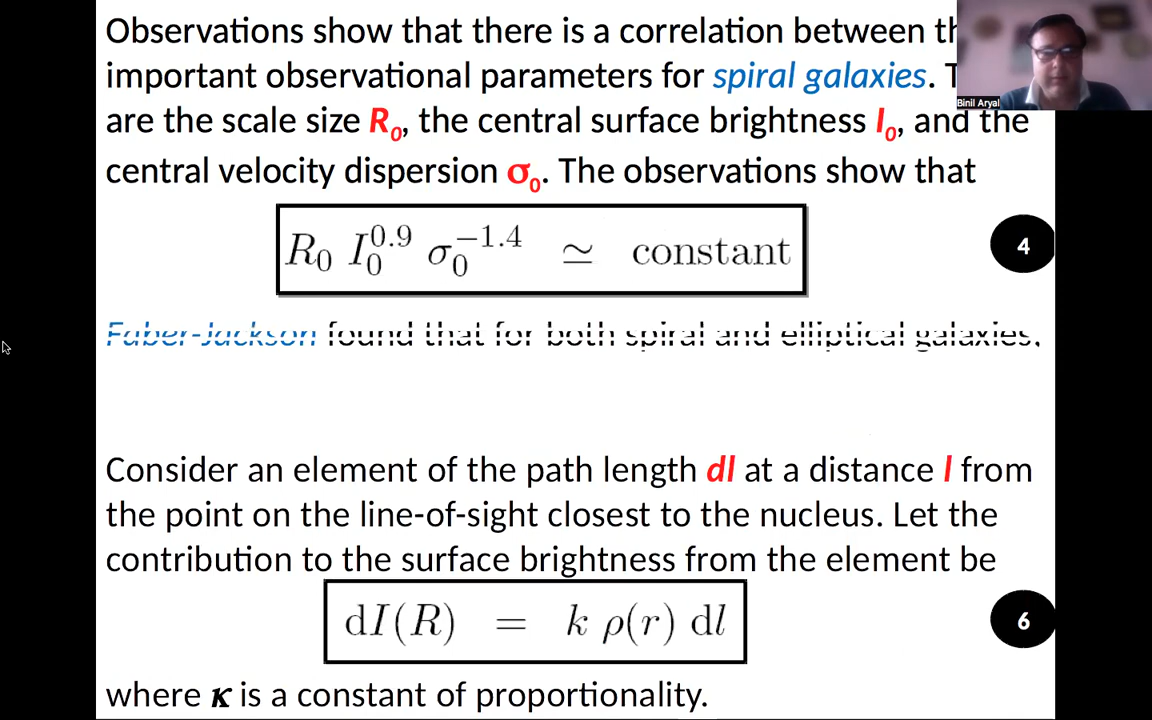 Observations show that there is a correlation between
important observational parameters for spiral galaxies.
are the scale size R₀, the central surface brightness I₀, and the
central velocity dispersion σ₀. The observations show that
R₀ I₀^0.9 σ₀^−1.4 ≃ constant
4
Faber-Jackson found that for both spiral and elliptical galaxies,
Consider an element of the path length dl at a distance l from
the point on the line-of-sight closest to the nucleus. Let the
contribution to the surface brightness from the element be
dI(R) = k ρ(r) dl
6
where κ is a constant of proportionality.
Binil Aryal